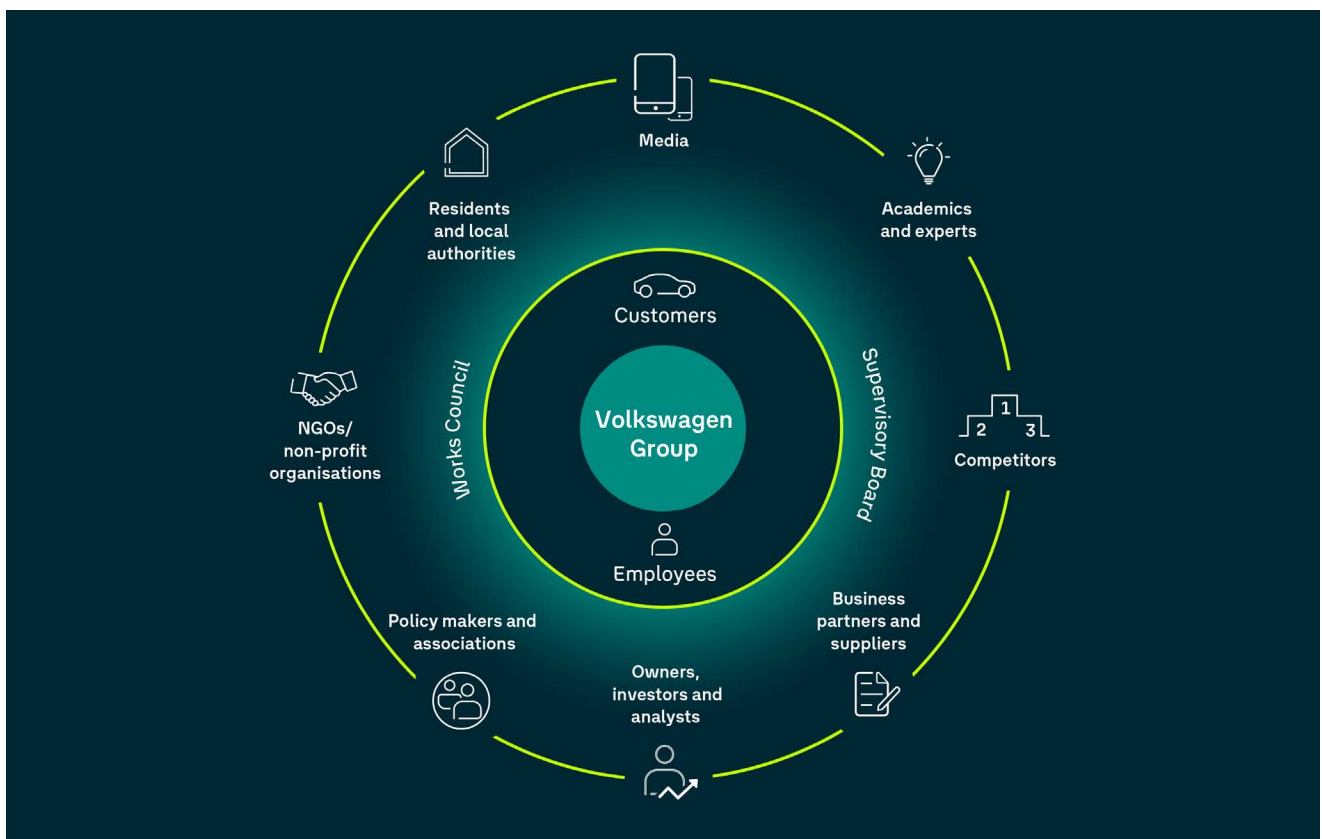 Media
Residents
and local
authorities
Academics
and experts
Customers
Works Council
Supervisory Board
Volkswagen
Group
NGOs/
non-profit
organisations
1
2
3
Competitors
Employees
Policy makers and
associations
Business
partners and
suppliers
Owners,
investors and
analysts